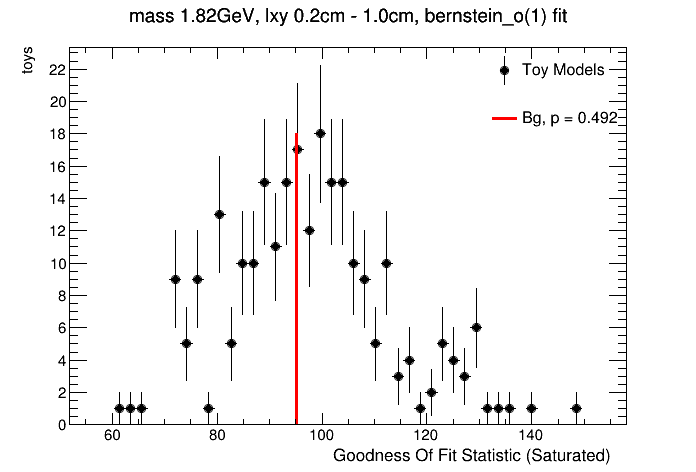 mass 1.82GeV, lxy 0.2cm - 1.0cm, bernstein_o(1) fit
toys
22
20
18
16
14
12
10
8
6
4
2
0
Toy Models
Bg, p = 0.492
60 80 100 120 140
Goodness Of Fit Statistic (Saturated)